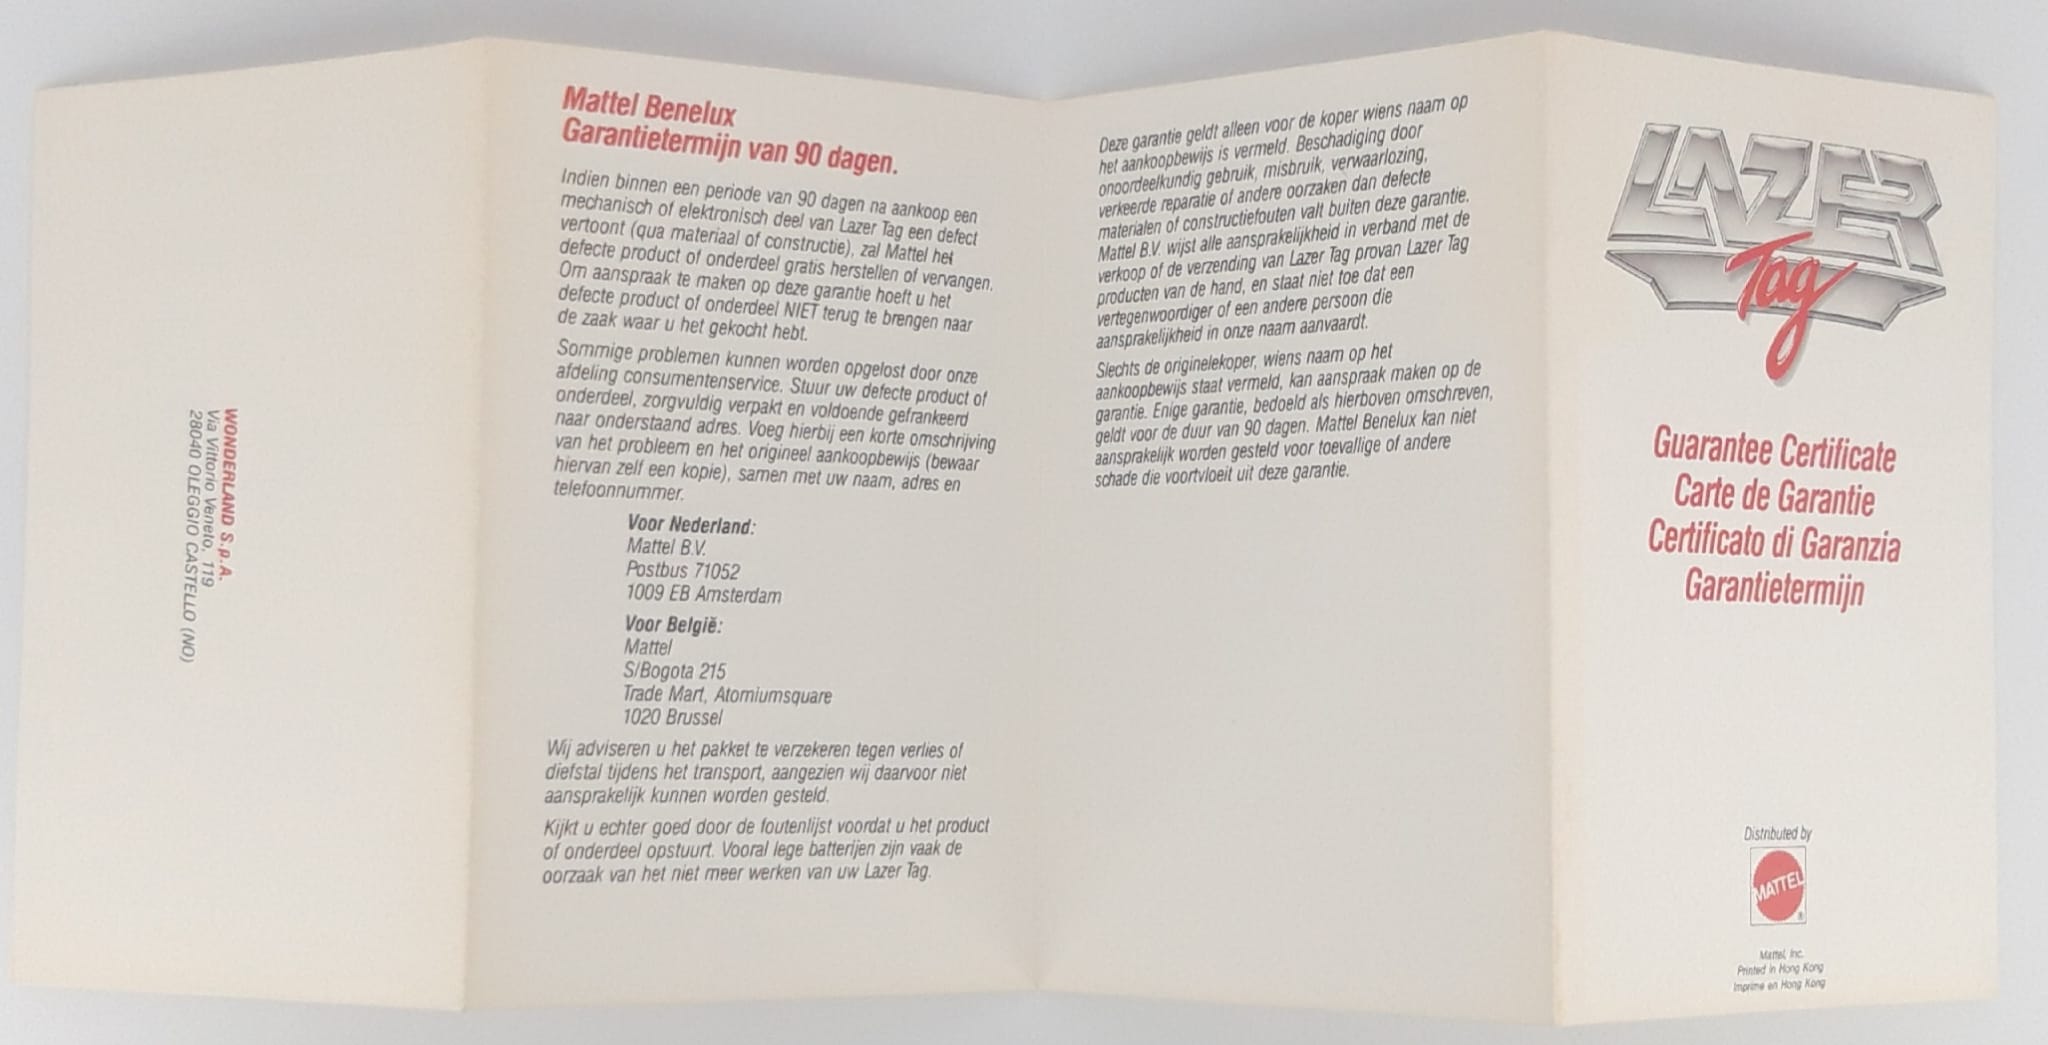 WONDERLAND S.p.A.
Via Vittorio Veneto, 119
28040 OLEGGIO CASTELLO (NO)
Mattel Benelux
Garantietermijn van 90 dagen.
Indien binnen een periode van 90 dagen na aankoop een
mechanisch of elektronisch deel van Lazer Tag een defect
vertoont (qua materiaal of constructie), zal Mattel het
defecte product of onderdeel gratis herstellen of vervangen.
Om aanspraak te maken op deze garantie hoeft u het
defecte product of onderdeel NIET terug te brengen naar
de zaak waar u het gekocht hebt.
Sommige problemen kunnen worden opgelost door onze
afdeling consumentenservice. Stuur uw defecte product of
onderdeel, zorgvuldig verpakt en voldoende gefrankeerd
naar onderstaand adres. Voeg hierbij een korte omschrijving
van het probleem en het origineel aankoopbewijs (bewaar
hiervan zelf een kopie), samen met uw naam, adres en
telefoonnummer.
Voor Nederland:
Mattel B.V.
Postbus 71052
1009 EB Amsterdam
Voor België:
Mattel
S/Bogota 215
Trade Mart, Atomiumsquare
1020 Brussel
Wij adviseren u het pakket te verzekeren tegen verlies of
diefstal tijdens het transport, aangezien wij daarvoor niet
aansprakelijk kunnen worden gesteld.
Kijkt u echter goed door de foutenlijst voordat u het product
of onderdeel opstuurt. Vooral lege batterijen zijn vaak de
oorzaak van het niet meer werken van uw Lazer Tag.
Deze garantie geldt alleen voor de koper wiens naam op
het aankoopbewijs is vermeld. Beschadiging door
onoordeelkundig gebruik, misbruik, verwaarlozing,
verkeerde reparatie of andere oorzaken dan defecte
materialen of constructiefouten valt buiten deze garantie.
Mattel B.V. wijst alle aansprakelijkheid in verband met de
verkoop of de verzending van Lazer Tag provan Lazer Tag
producten van de hand, en staat niet toe dat een
vertegenwoordiger of een andere persoon die
aansprakelijkheid in onze naam aanvaardt.
Slechts de originelekoper, wiens naam op het
aankoopbewijs staat vermeld, kan aanspraak maken op de
garantie. Enige garantie, bedoeld als hierboven omschreven,
geldt voor de duur van 90 dagen. Mattel Benelux kan niet
aansprakelijk worden gesteld voor toevallige of andere
schade die voortvloeit uit deze garantie.
LAZER
Tag
Guarantee Certificate
Carte de Garantie
Certificato di Garanzia
Garantietermijn
Distributed by
MATTEL
®
Mattel, Inc.
Printed in Hong Kong
Imprime en Hong Kong